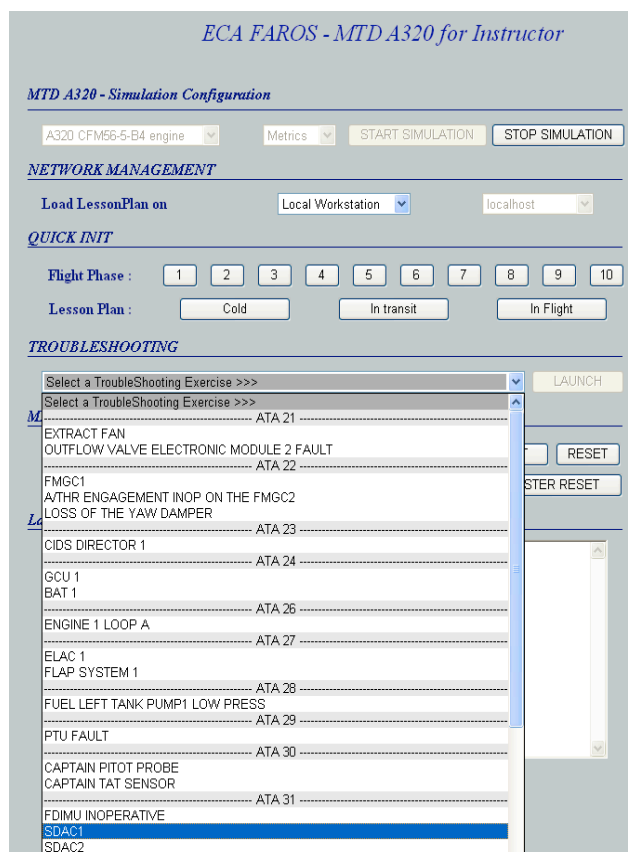 ECA FAROS - MTD A320 for Instructor
MTD A320 - Simulation Configuration
A320 CFM56-5-B4 engine Metrics START SIMULATION STOP SIMULATION
NETWORK MANAGEMENT
Load LessonPlan on Local Workstation localhost
QUICK INIT
Flight Phase : 1 2 3 4 5 6 7 8 9 10
Lesson Plan : Cold In transit In Flight
TROUBLESHOOTING
Select a TroubleShooting Exercise >>> LAUNCH
Select a TroubleShooting Exercise >>>
ATA 21
EXTRACT FAN
OUTFLOW VALVE ELECTRONIC MODULE 2 FAULT
RESET
ATA 22
FMGC1
STER RESET
A/THR ENGAGEMENT INOP ON THE FMGC2
LOSS OF THE YAW DAMPER
ATA 23
CIDS DIRECTOR 1
ATA 24
GCU 1
BAT 1
ATA 26
ENGINE 1 LOOP A
ATA 27
ELAC 1
FLAP SYSTEM 1
ATA 28
FUEL LEFT TANK PUMP1 LOW PRESS
ATA 29
PTU FAULT
ATA 30
CAPTAIN PITOT PROBE
CAPTAIN TAT SENSOR
ATA 31
FDIMU INOPERATIVE
SDAC1
SDAC2